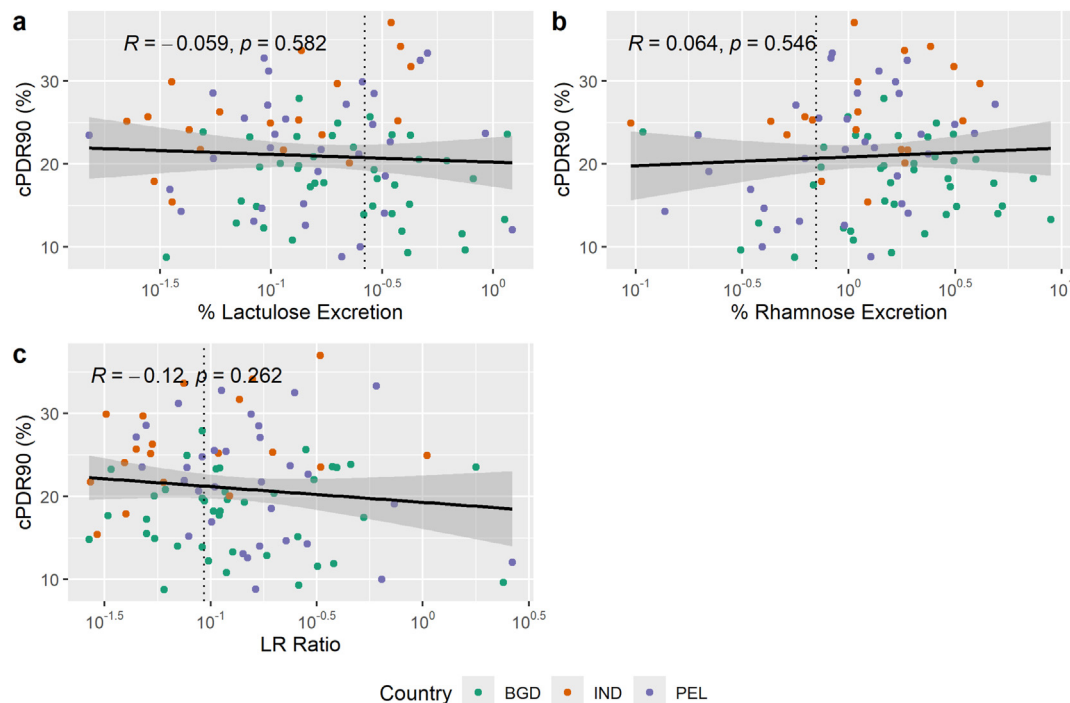 a
R = −0.059, p = 0.582
cPDR90 (%)
30
20
10
10^-1.5
10^-1
10^-0.5
10^0
% Lactulose Excretion
b
R = 0.064, p = 0.546
cPDR90 (%)
30
20
10
10^-1
10^-0.5
10^0
10^0.5
10^1
% Rhamnose Excretion
c
R = −0.12, p = 0.262
cPDR90 (%)
30
20
10
10^-1.5
10^-1
10^-0.5
10^0
10^0.5
LR Ratio
Country BGD IND PEL